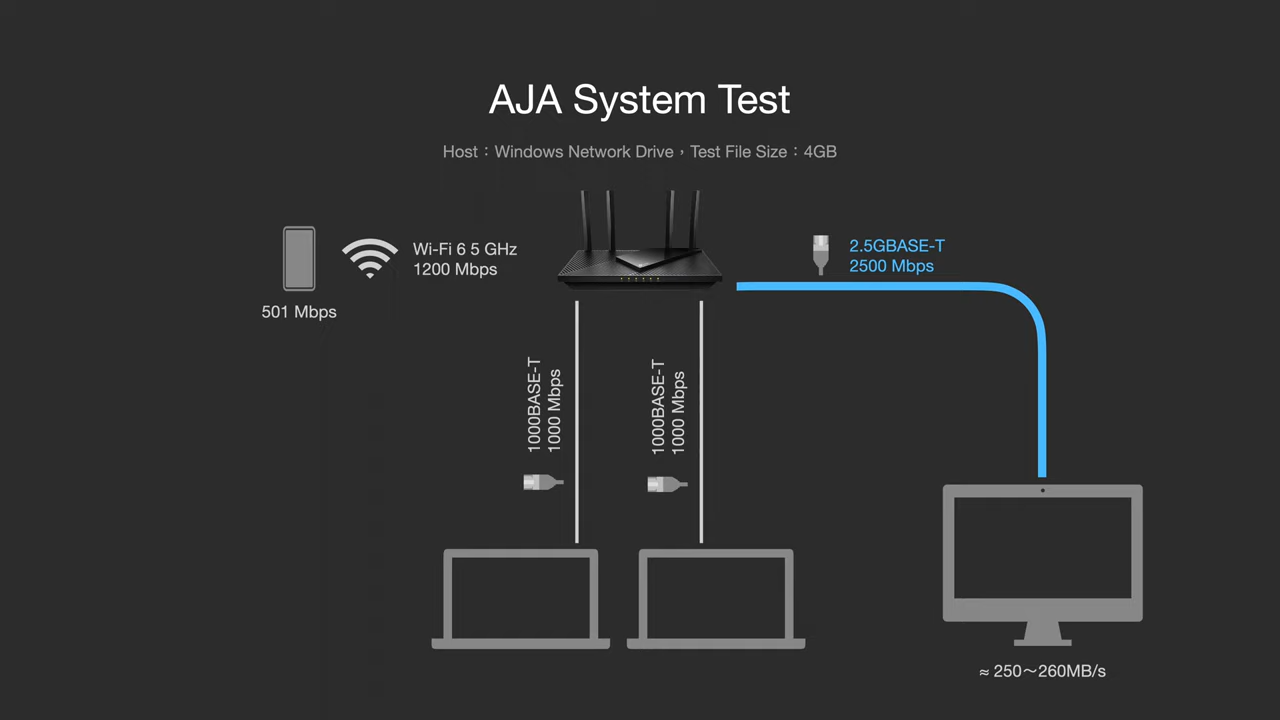 AJA System Test
Host：Windows Network Drive，Test File Size：4GB
Wi-Fi 6 5 GHz
1200 Mbps
501 Mbps
2.5GBASE-T
2500 Mbps
1000BASE-T
1000 Mbps
1000BASE-T
1000 Mbps
≈ 250～260MB/s